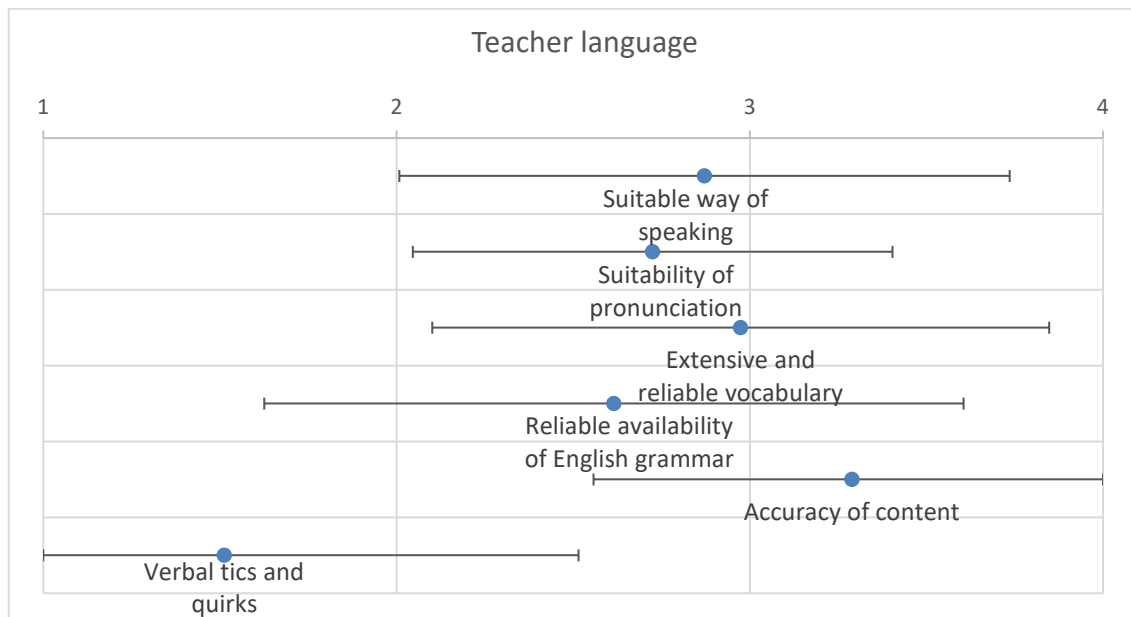 Teacher language
1 2 3 4
Suitable way of
speaking
Suitability of
pronunciation
Extensive and
reliable vocabulary
Reliable availability
of English grammar
Accuracy of content
Verbal tics and
quirks